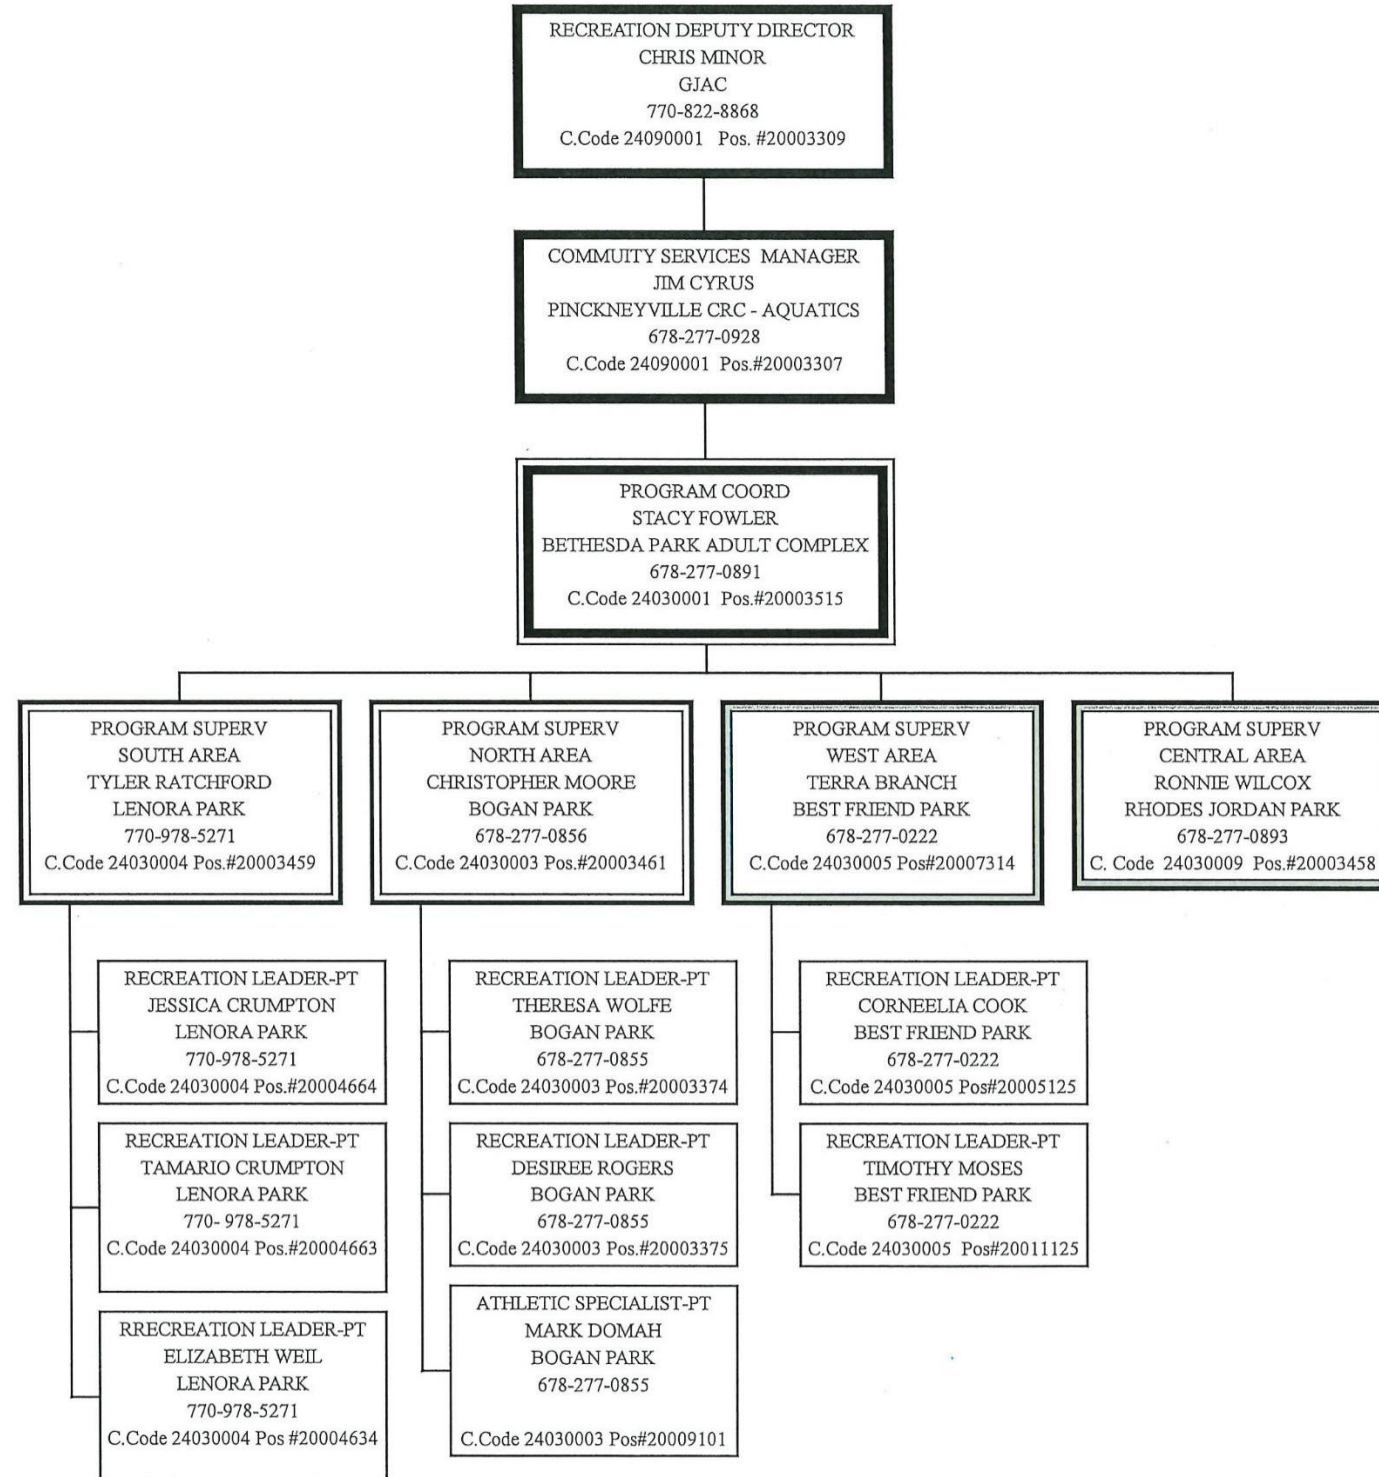 RECREATION DEPUTY DIRECTOR
CHRIS MINOR
GJAC
770-822-8868
C.Code 24090001 Pos. #20003309
COMMUITY SERVICES MANAGER
JIM CYRUS
PINCKNEYVILLE CRC - AQUATICS
678-277-0928
C.Code 24090001 Pos.#20003307
PROGRAM COORD
STACY FOWLER
BETHESDA PARK ADULT COMPLEX
678-277-0891
C.Code 24030001 Pos.#20003515
PROGRAM SUPERV
SOUTH AREA
TYLER RATCHFORD
LENORA PARK
770-978-5271
C.Code 24030004 Pos.#20003459
PROGRAM SUPERV
NORTH AREA
CHRISTOPHER MOORE
BOGAN PARK
678-277-0856
C.Code 24030003 Pos.#20003461
PROGRAM SUPERV
WEST AREA
TERRA BRANCH
BEST FRIEND PARK
678-277-0222
C.Code 24030005 Pos#20007314
PROGRAM SUPERV
CENTRAL AREA
RONNIE WILCOX
RHODES JORDAN PARK
678-277-0893
C. Code 24030009 Pos.#20003458
RECREATION LEADER-PT
JESSICA CRUMPTON
LENORA PARK
770-978-5271
C.Code 24030004 Pos.#20004664
RECREATION LEADER-PT
TAMARIO CRUMPTON
LENORA PARK
770- 978-5271
C.Code 24030004 Pos.#20004663
RRECREATION LEADER-PT
ELIZABETH WEIL
LENORA PARK
770-978-5271
C.Code 24030004 Pos #20004634
RECREATION LEADER-PT
THERESA WOLFE
BOGAN PARK
678-277-0855
C.Code 24030003 Pos.#20003374
RECREATION LEADER-PT
DESIREE ROGERS
BOGAN PARK
678-277-0855
C.Code 24030003 Pos.#20003375
ATHLETIC SPECIALIST-PT
MARK DOMAH
BOGAN PARK
678-277-0855
C.Code 24030003 Pos#20009101
RECREATION LEADER-PT
CORNEELIA COOK
BEST FRIEND PARK
678-277-0222
C.Code 24030005 Pos#20005125
RECREATION LEADER-PT
TIMOTHY MOSES
BEST FRIEND PARK
678-277-0222
C.Code 24030005 Pos#20011125